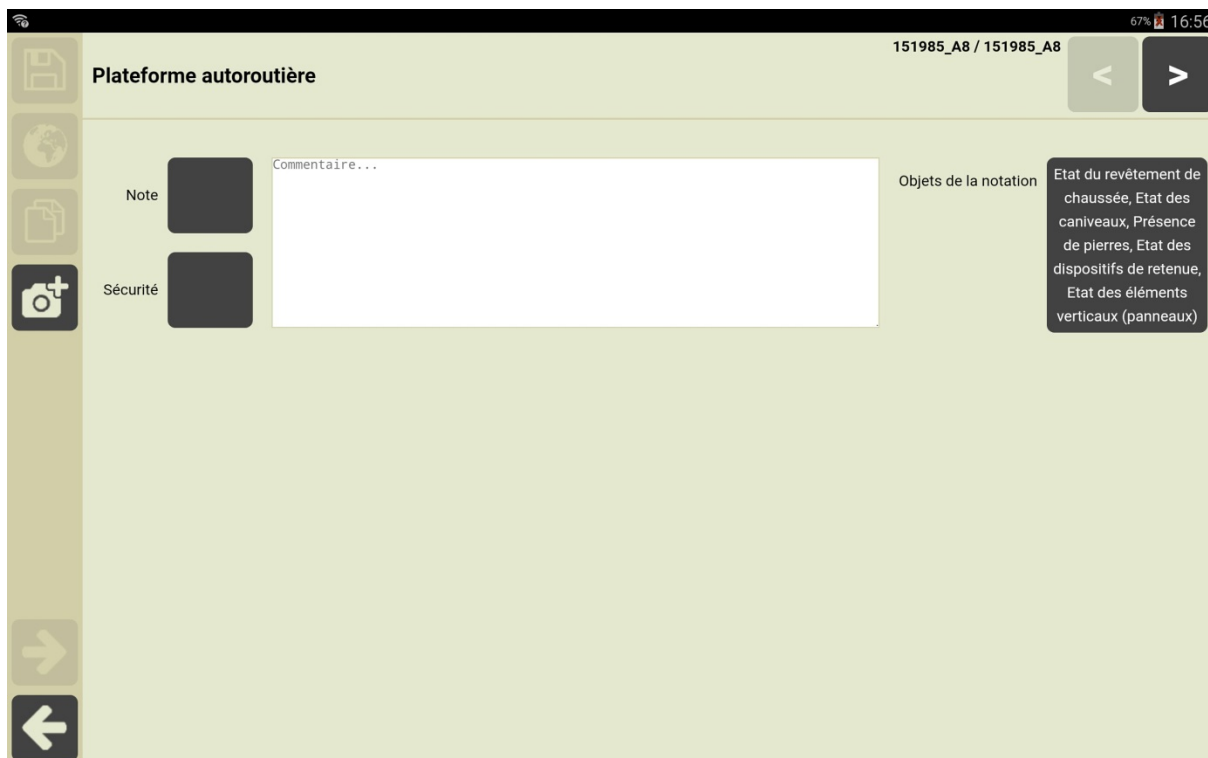 67% 16:56
151985_A8 / 151985_A8
Plateforme autoroutière
<
>
Note
Commentaire...
Objets de la notation
Etat du revêtement de
chaussée, Etat des
caniveaux, Présence
de pierres, Etat des
dispositifs de retenue,
Etat des éléments
verticaux (panneaux)
Sécurité